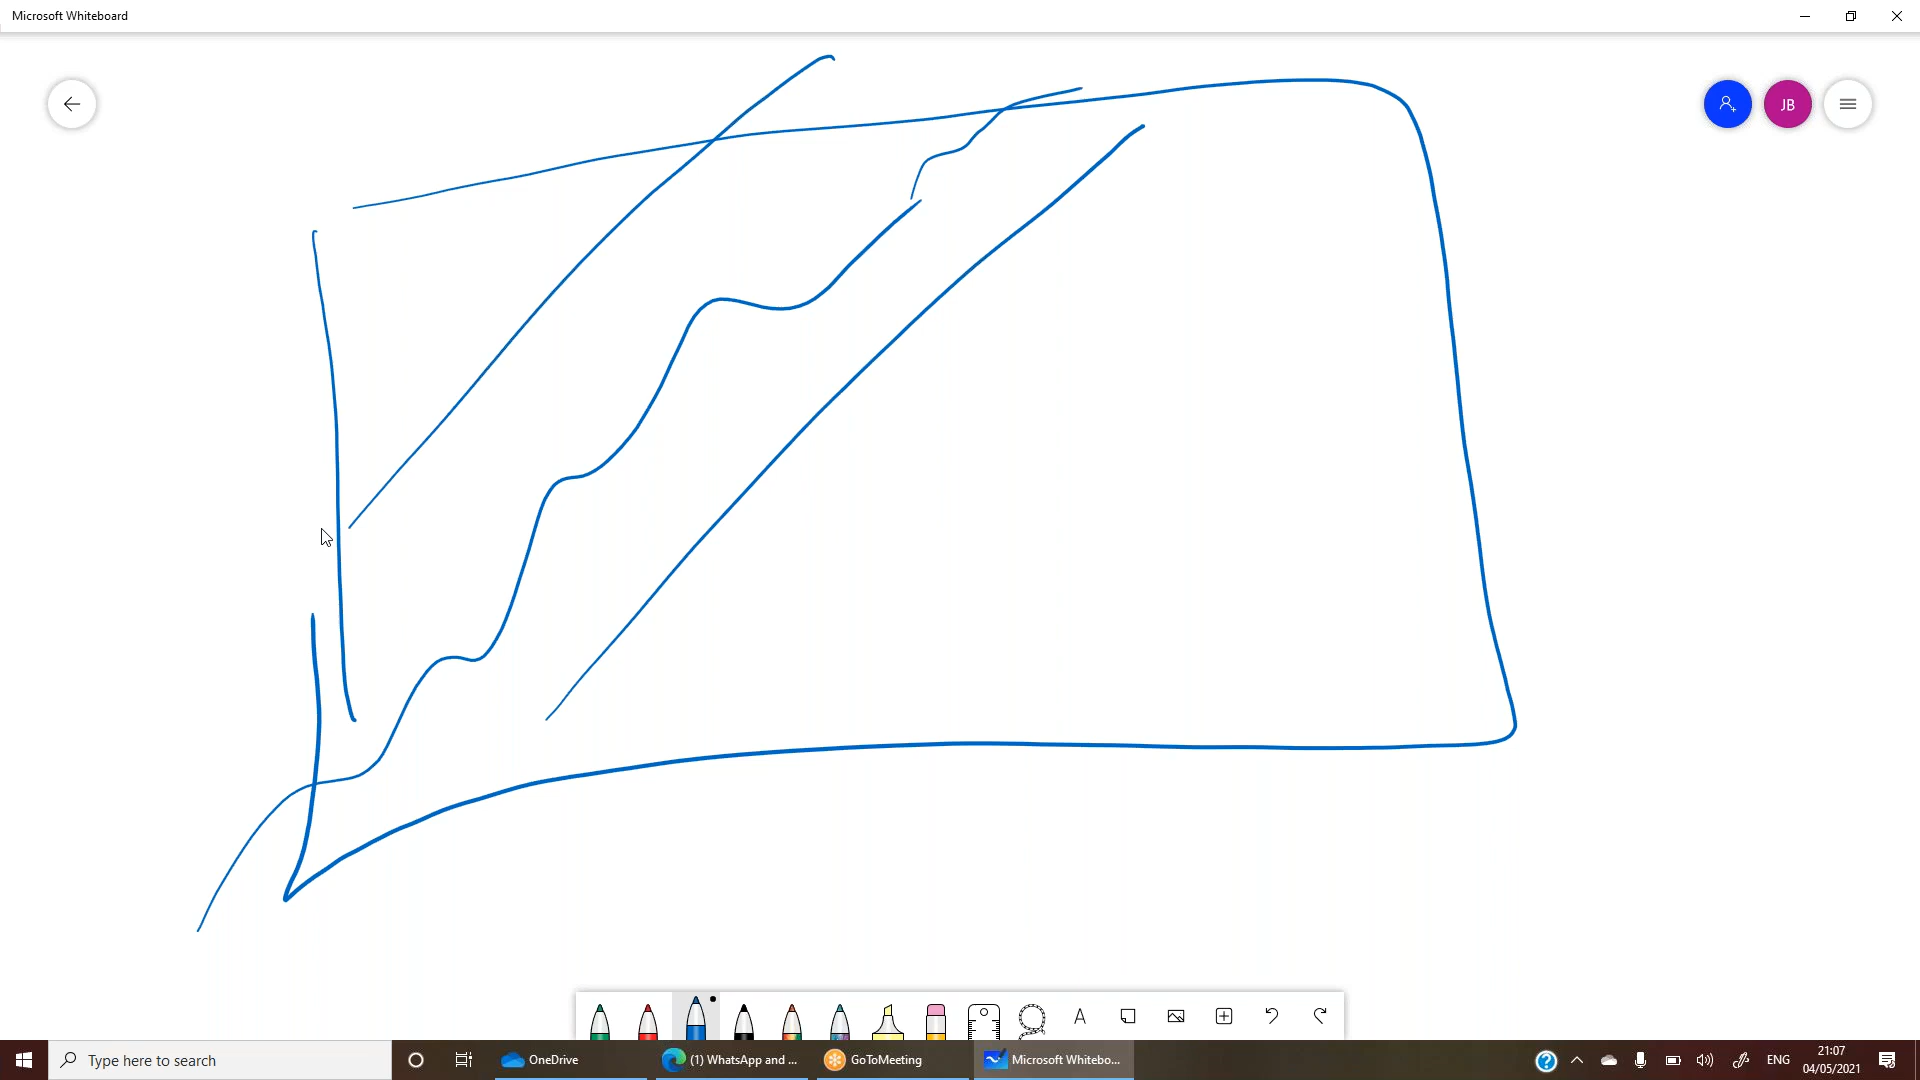 Microsoft Whiteboard
JB
A
Type here to search
OneDrive
(1) WhatsApp and ...
GoToMeeting
Microsoft Whitebo...
ENG
21:07
04/05/2021